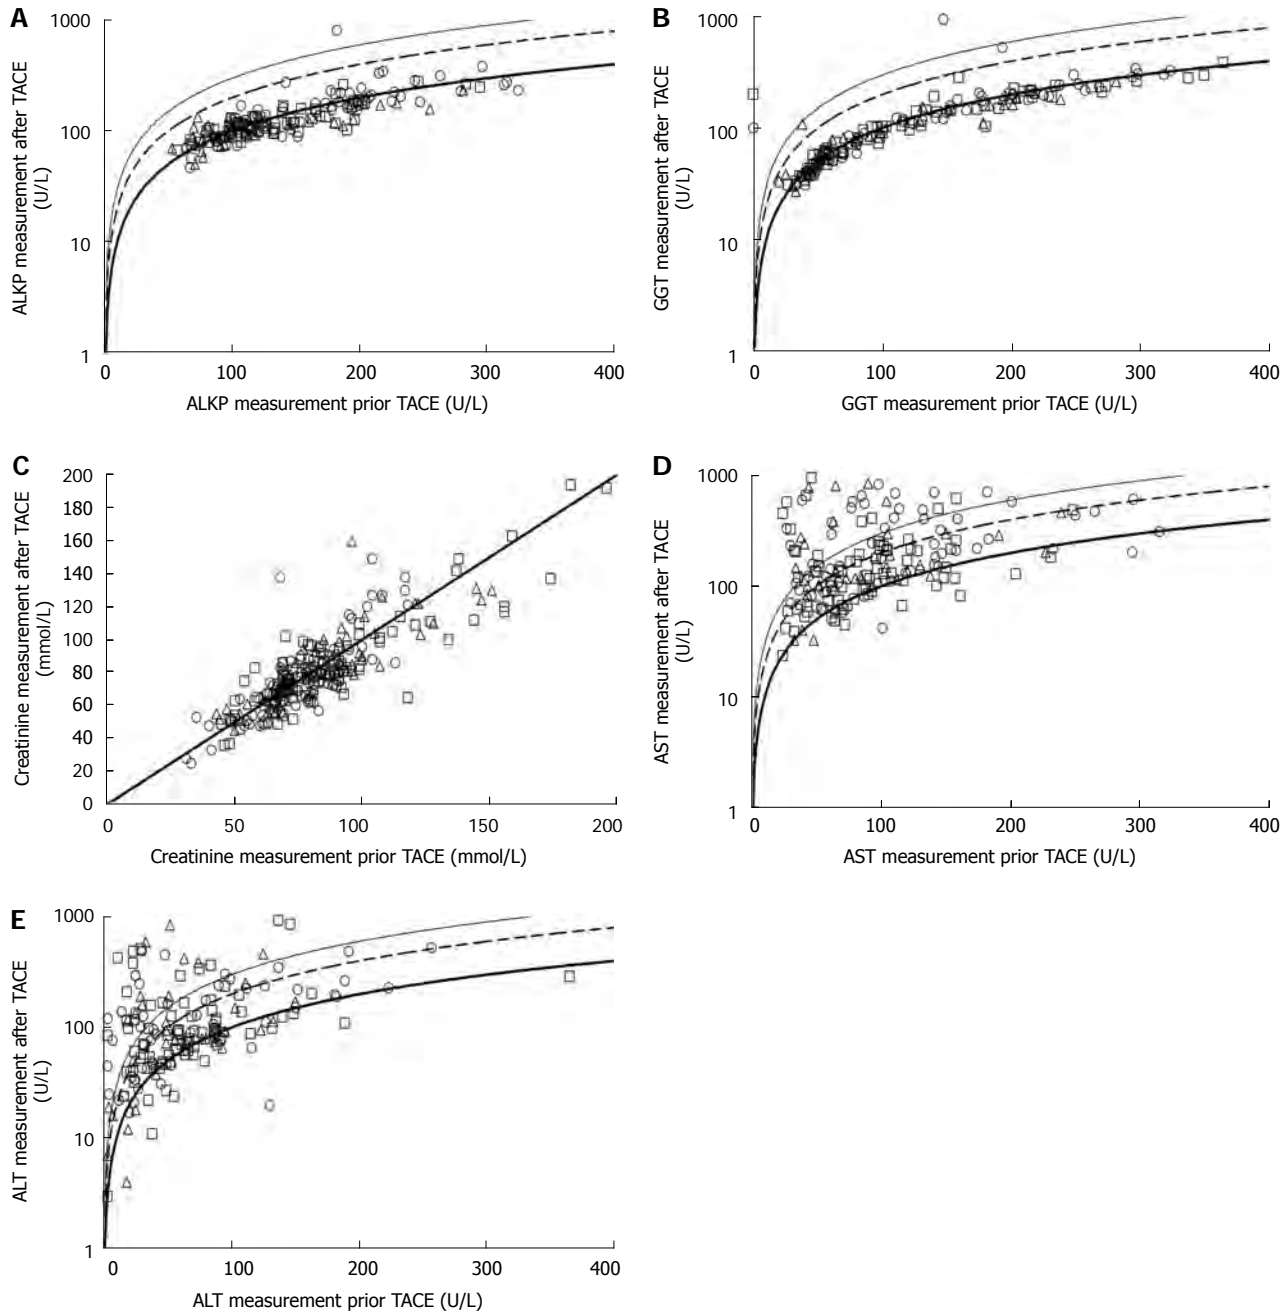 A
ALKP measurement after TACE
(U/L)
1000
100
10
1
0 100 200 300 400
ALKP measurement prior TACE (U/L)
B
GGT measurement after TACE
(U/L)
1000
100
10
1
0 100 200 300 400
GGT measurement prior TACE (U/L)
C
Creatinine measurement after TACE
(mmol/L)
200
180
160
140
120
100
80
60
40
20
0
0 50 100 150 200
Creatinine measurement prior TACE (mmol/L)
D
AST measurement after TACE
(U/L)
1000
100
10
1
0 100 200 300 400
AST measurement prior TACE (U/L)
E
ALT measurement after TACE
(U/L)
1000
100
10
1
0 100 200 300 400
ALT measurement prior TACE (U/L)